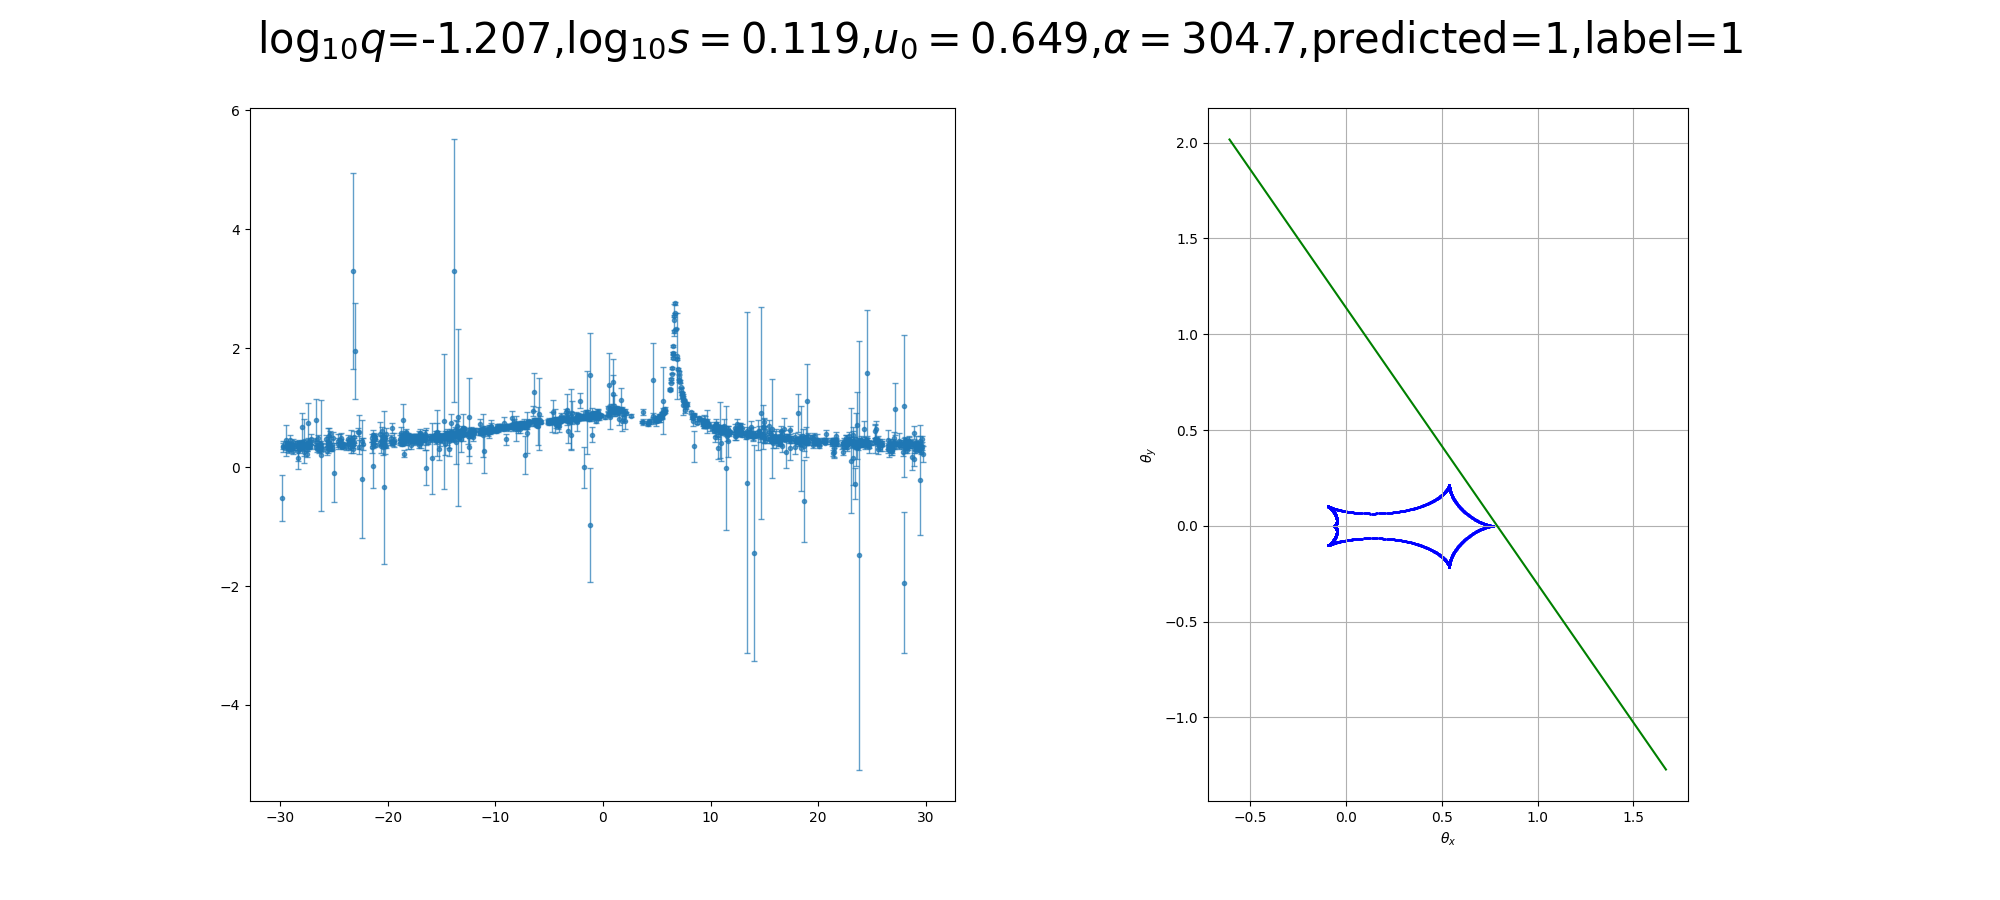 log₁₀q=-1.207,log₁₀s = 0.119,u₀ = 0.649,α = 304.7,predicted=1,label=1
6
4
2
0
−2
−4
−30 −20 −10 0 10 20 30
2.0
1.5
1.0
0.5
0.0
−0.5
−1.0
θy
−0.5 0.0 0.5 1.0 1.5
θx